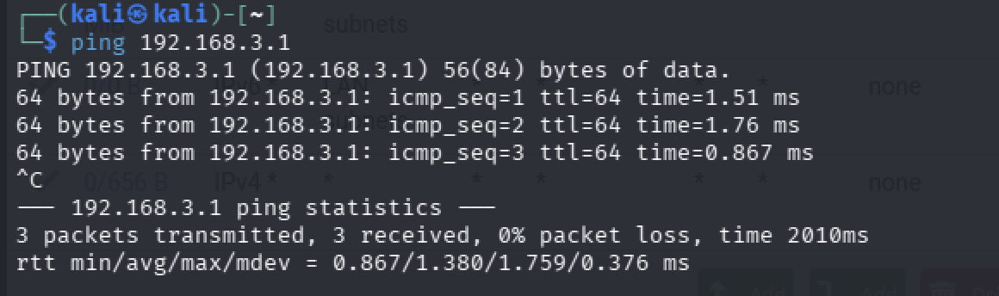 ┌──(kali㉿kali)-[~]
└─$ ping 192.168.3.1
PING 192.168.3.1 (192.168.3.1) 56(84) bytes of data.
64 bytes from 192.168.3.1: icmp_seq=1 ttl=64 time=1.51 ms
64 bytes from 192.168.3.1: icmp_seq=2 ttl=64 time=1.76 ms
64 bytes from 192.168.3.1: icmp_seq=3 ttl=64 time=0.867 ms
^C
--- 192.168.3.1 ping statistics ---
3 packets transmitted, 3 received, 0% packet loss, time 2010ms
rtt min/avg/max/mdev = 0.867/1.380/1.759/0.376 ms
subnets
none
0/656 B IPv4 * * * * * * none
Add Add